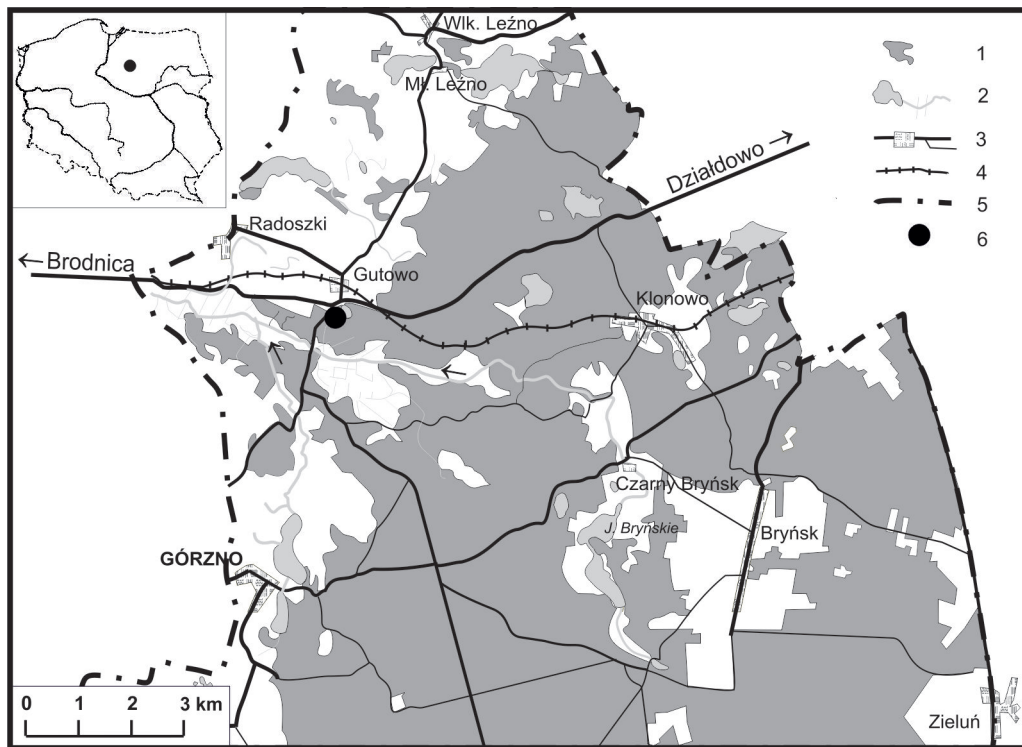 Wlk. Leźno
Mł. Leźno
1
2
3
4
5
6
Działdowo →
Radoszki
← Brodnica
Gutowo
Klonowo
Czarny Bryńsk
J. Bryńskie
Bryńsk
GÓRZNO
0 1 2 3 km
Zieluń